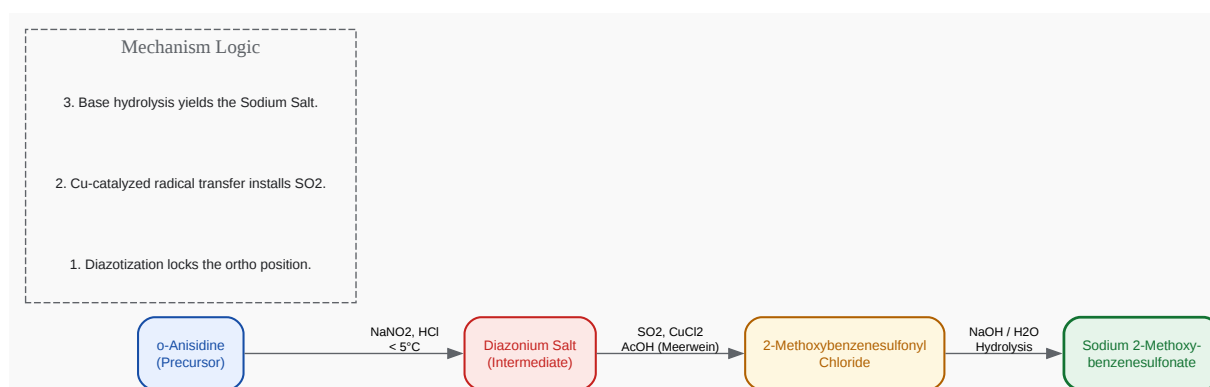 Mechanism Logic
3. Base hydrolysis yields the Sodium Salt.
2. Cu-catalyzed radical transfer installs SO2.
1. Diazotization locks the ortho position.
o-Anisidine
(Precursor)
NaNO2, HCl
< 5°C
Diazonium Salt
(Intermediate)
SO2, CuCl2
AcOH (Meerwein)
2-Methoxybenzenesulfonyl
Chloride
NaOH / H2O
Hydrolysis
Sodium 2-Methoxy-
benzenesulfonate